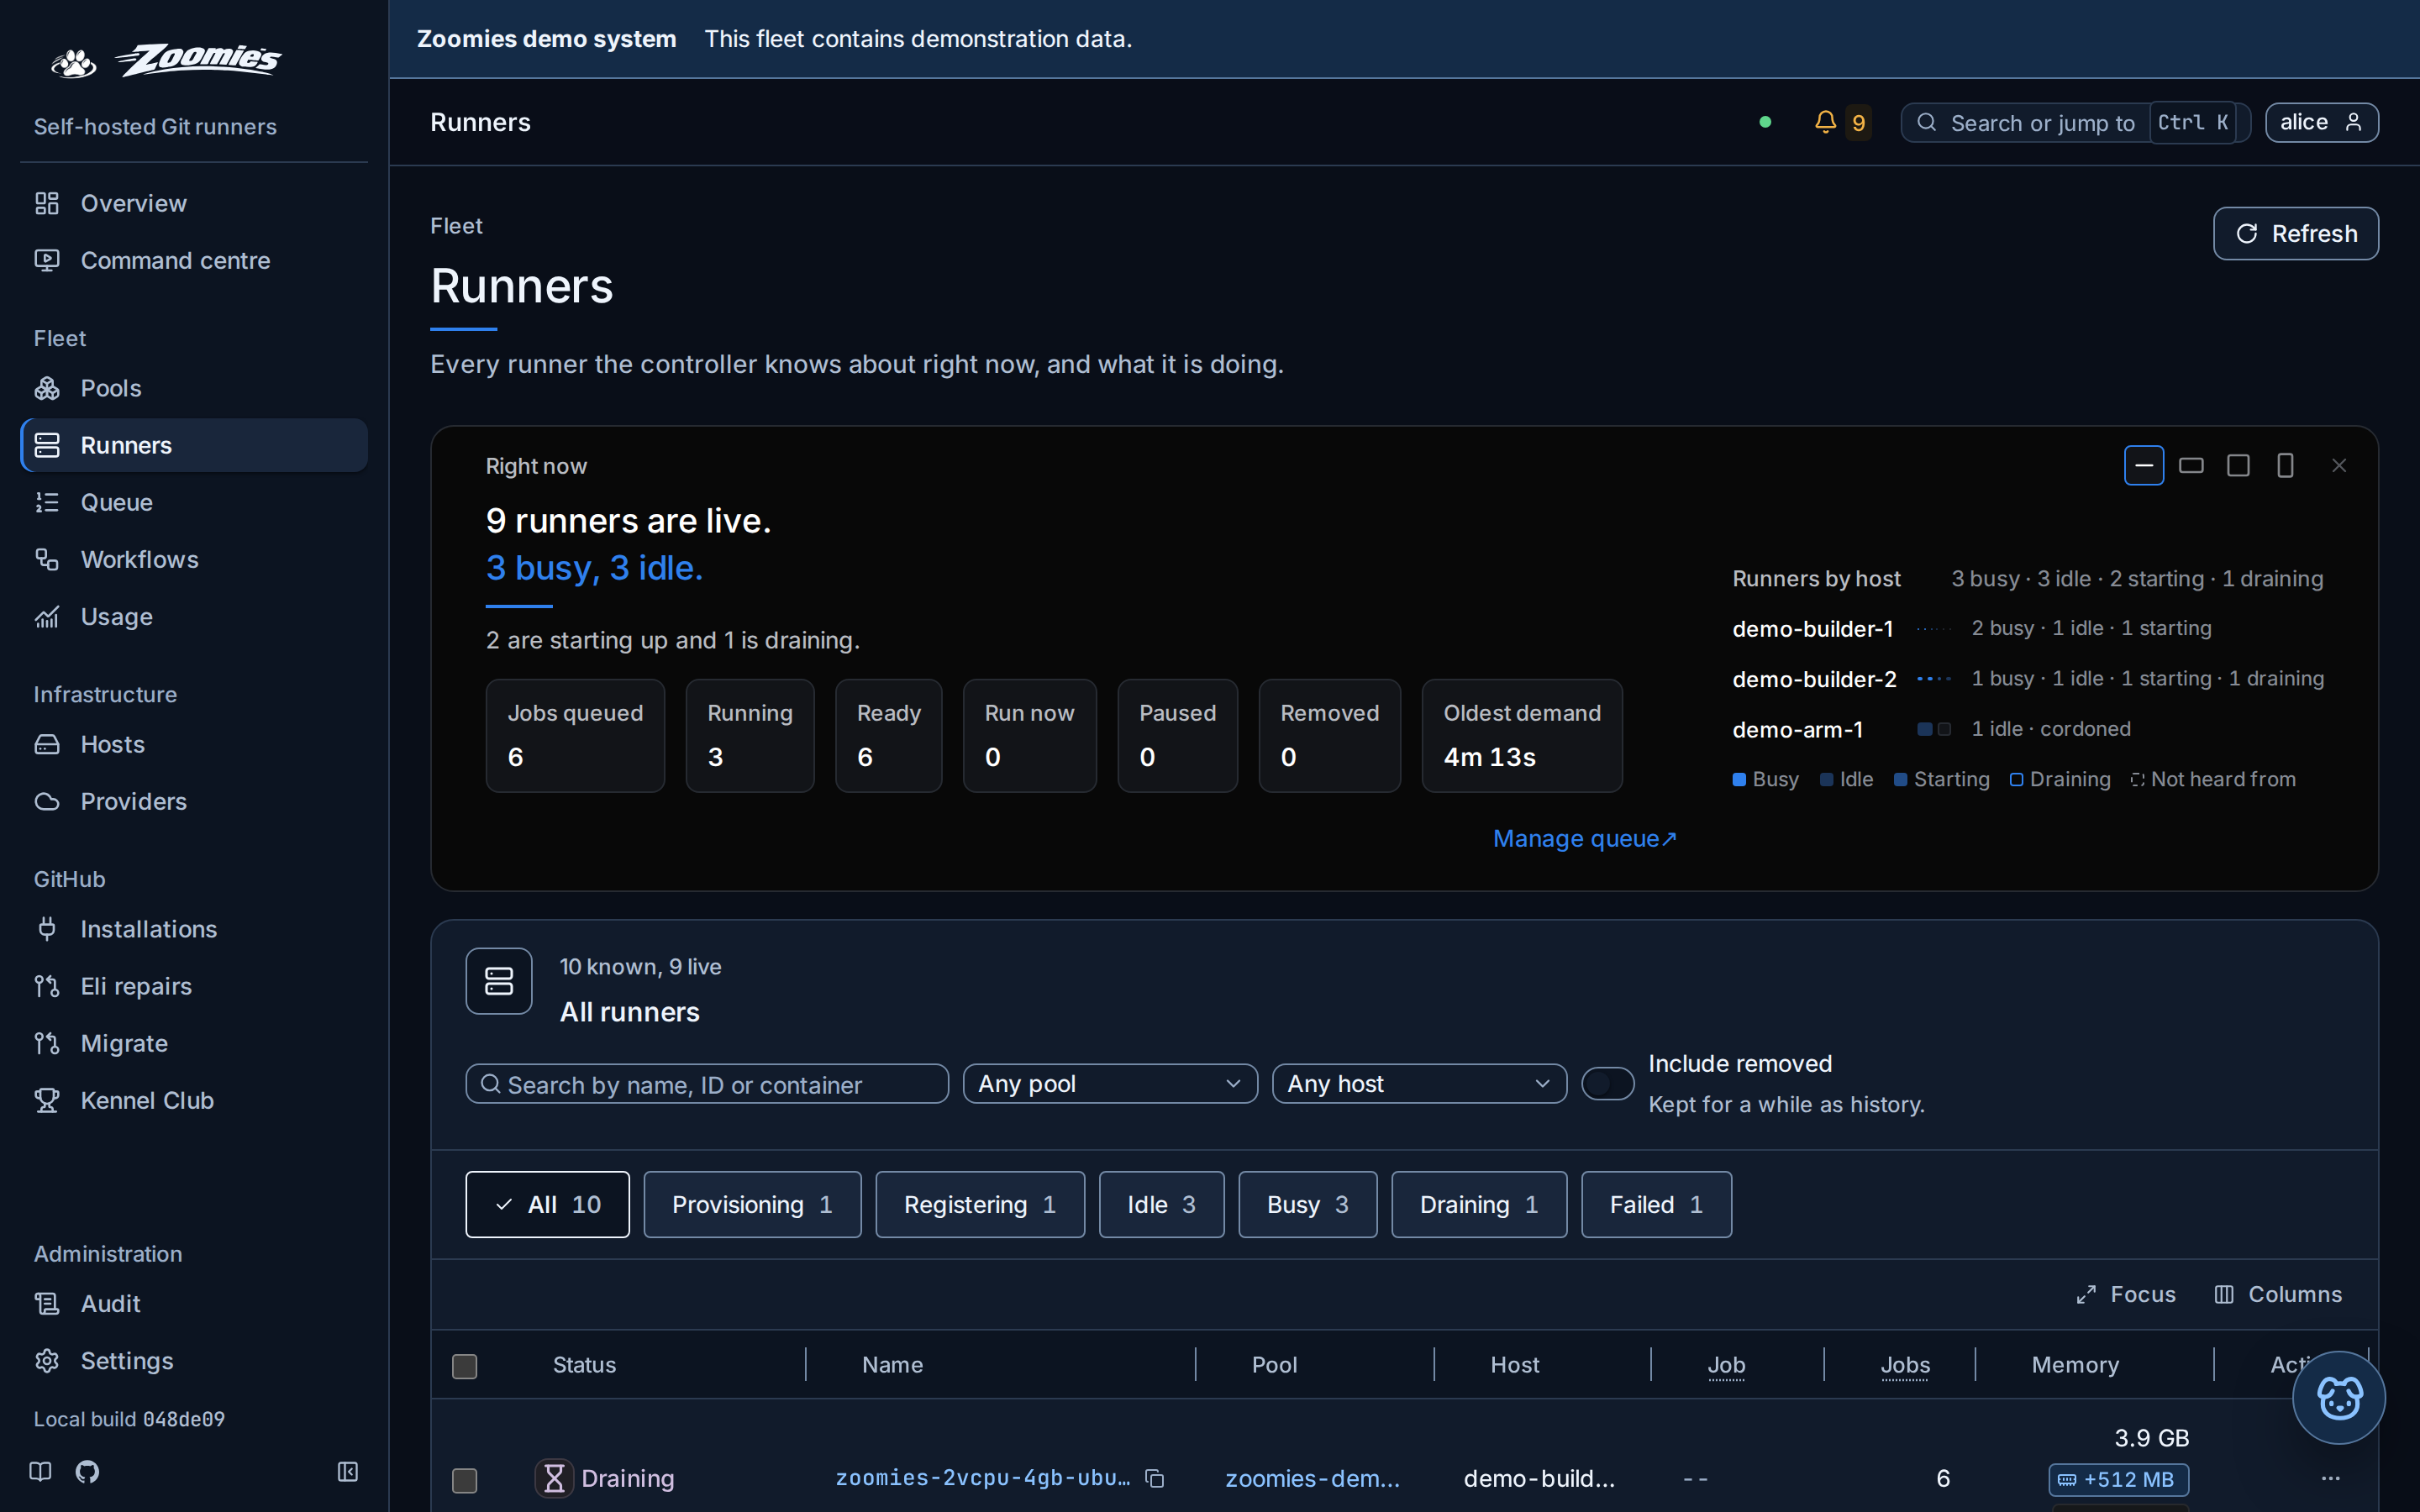 Zoomies
Self-hosted Git runners
Overview
Command centre
Fleet
Pools
Runners
Queue
Workflows
Usage
Infrastructure
Hosts
Providers
GitHub
Installations
Eli repairs
Migrate
Kennel Club
Administration
Audit
Settings
Local build 048de09
Zoomies demo system This fleet contains demonstration data.
Runners
9
Search or jump to Ctrl K
alice
Fleet
Runners
Refresh
Every runner the controller knows about right now, and what it is doing.
Right now
9 runners are live.
3 busy, 3 idle.
2 are starting up and 1 is draining.
Jobs queued 6
Running 3
Ready 6
Run now 0
Paused 0
Removed 0
Oldest demand 4m 13s
Manage queue↗
Runners by host 3 busy · 3 idle · 2 starting · 1 draining
demo-builder-1 2 busy · 1 idle · 1 starting
demo-builder-2 1 busy · 1 idle · 1 starting · 1 draining
demo-arm-1 1 idle · cordoned
Busy Idle Starting Draining Not heard from
10 known, 9 live
All runners
Search by name, ID or container
Any pool
Any host
Include removed
Kept for a while as history.
All 10
Provisioning 1
Registering 1
Idle 3
Busy 3
Draining 1
Failed 1
Focus
Columns
Status Name Pool Host Job Jobs Memory
Draining zoomies-2vcpu-4gb-ubu… zoomies-dem… demo-build… -- 6 3.9 GB
+512 MB